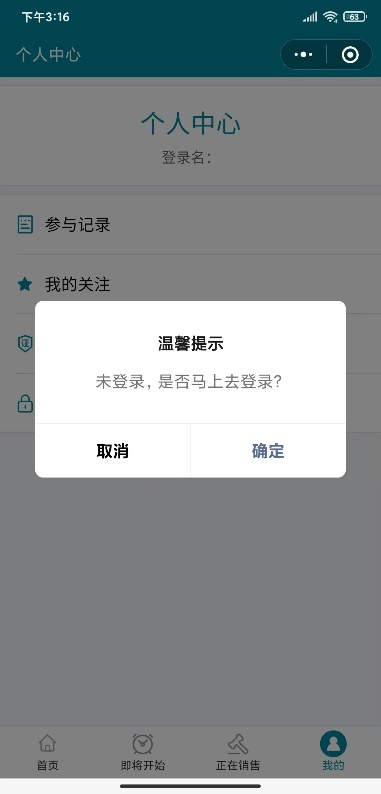 下午3:16
63
个人中心
个人中心
登录名：
参与记录
我的关注
证
温馨提示
未登录，是否马上去登录？
取消
确定
首页
即将开始
正在销售
我的